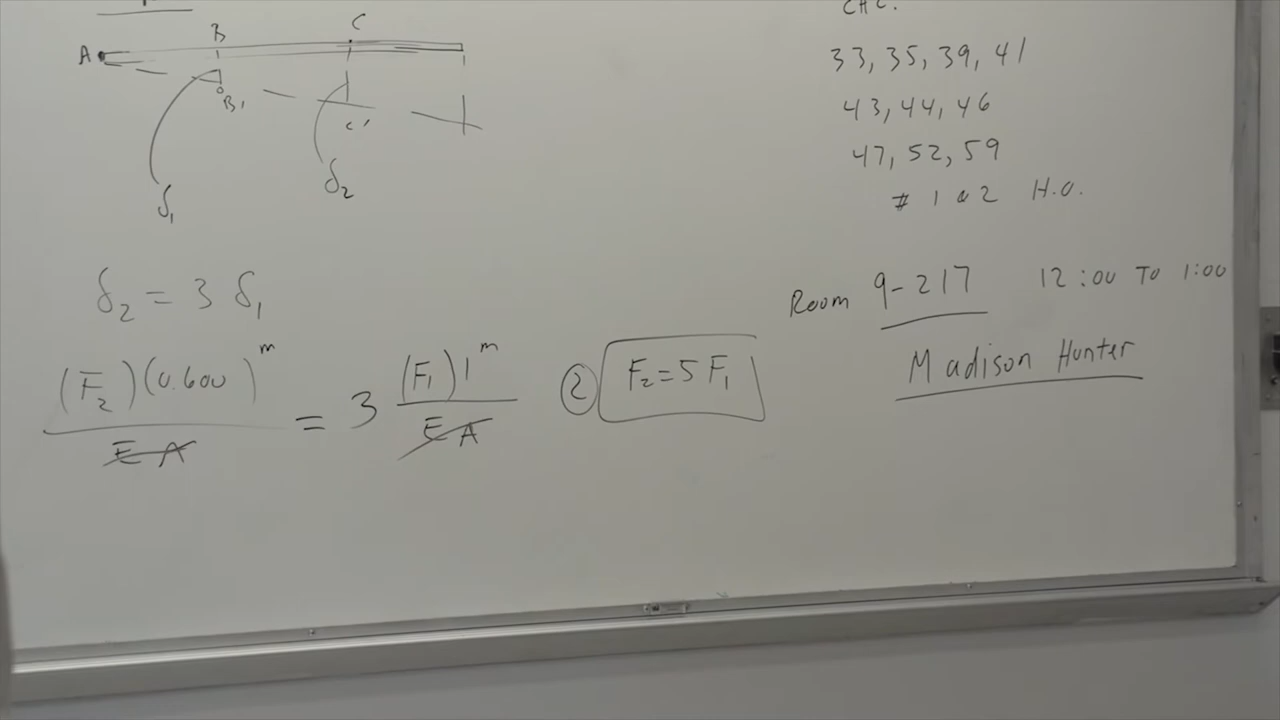 A B C
B₁
C'
δ₁ δ₂
δ₂ = 3 δ₁
(F₂)(0.600)ᵐ / EA = 3 (F₁)1ᵐ / EA
② F₂ = 5 F₁
33, 35, 39, 41
43, 44, 46
47, 52, 59
# 1 & 2 H.O.
Room 9-217 12:00 TO 1:00
Madison Hunter